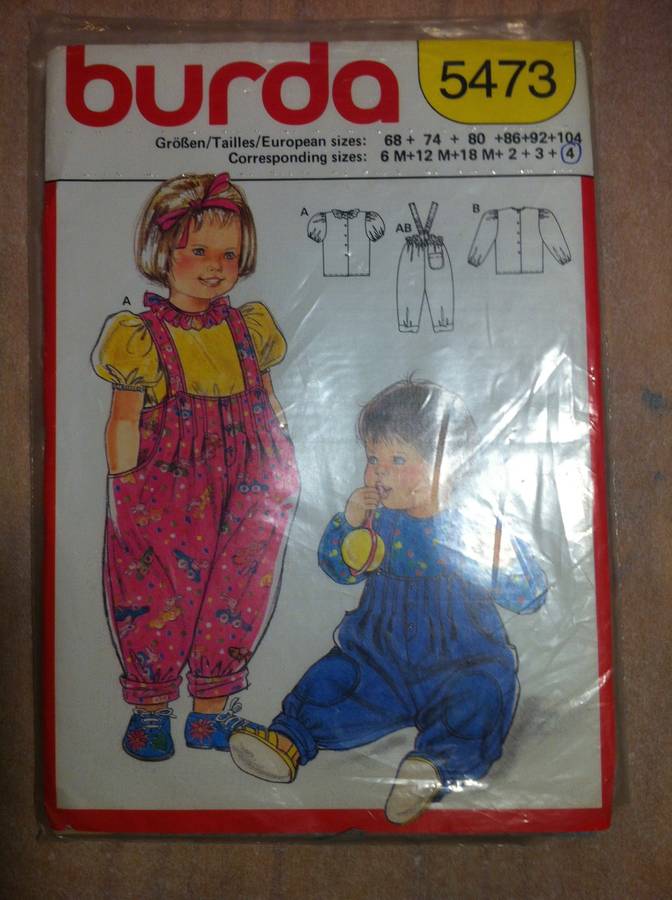 burda
5473
Größen/Tailles/European sizes: 68 + 74 + 80 +86+92+104
Corresponding sizes: 6 M+12 M+18 M+ 2 + 3 + 4
A
AB
B
A